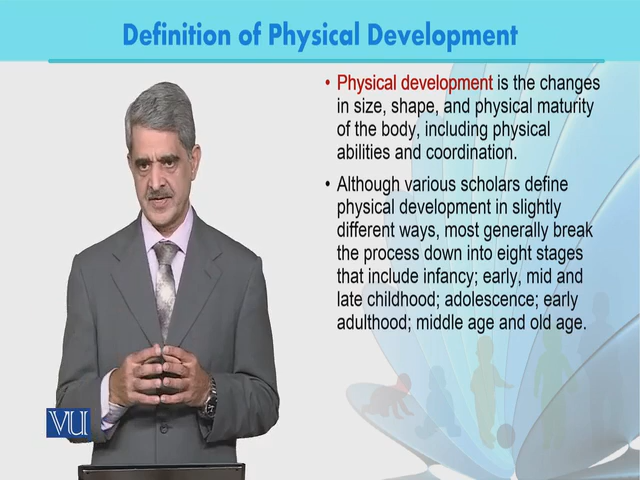 Definition of Physical Development
• Physical development is the changes
in size, shape, and physical maturity
of the body, including physical
abilities and coordination.
• Although various scholars define
physical development in slightly
different ways, most generally break
the process down into eight stages
that include infancy; early, mid and
late childhood; adolescence; early
adulthood; middle age and old age.
VU